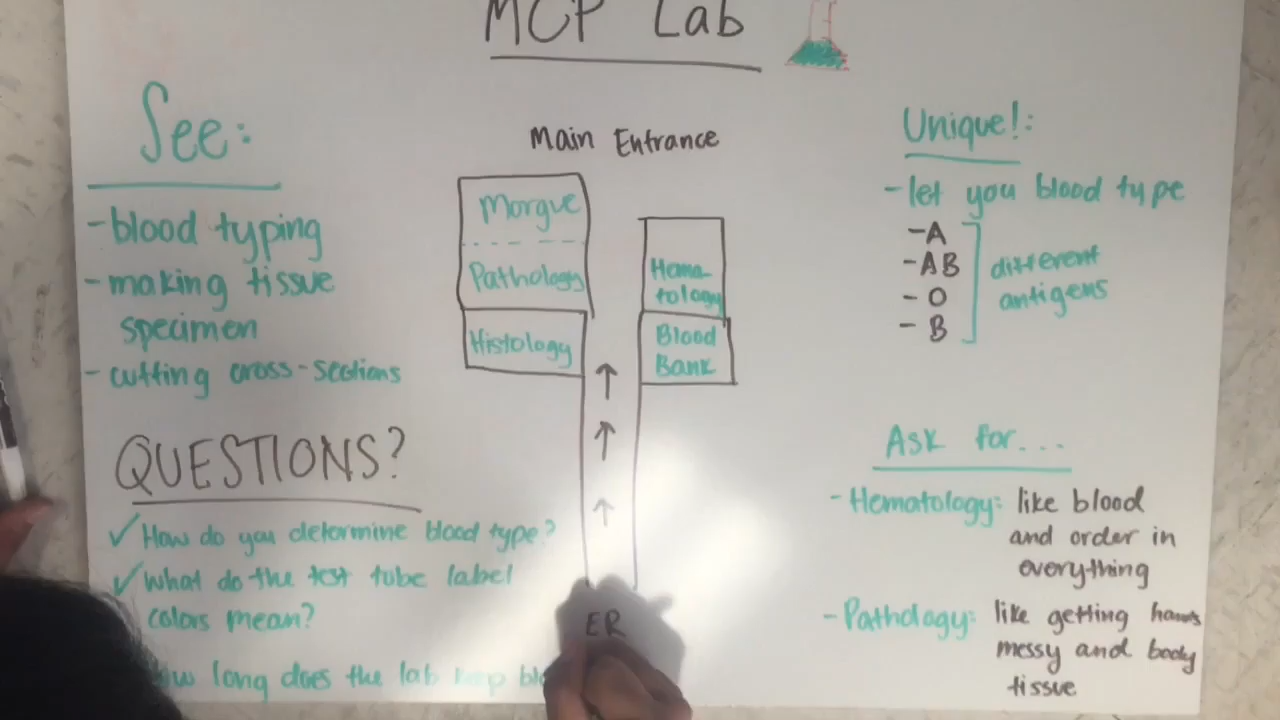 MCP Lab
See:
-blood typing
-making tissue
specimen
- cutting cross-sections
QUESTIONS?
✓How do you determine blood type?
✓What do the test tube label
colors mean?
long does the lab keep
Main Entrance
Morgue
Pathology
Histology
Hema-
tology
Blood
Bank
↑
↑
↑
ER
Unique!:
-let you blood type
-A
-AB
-O
-B
different
antigens
Ask for...
-Hematology: like blood
and order in
everything
-Pathology: like getting hands
messy and body
tissue